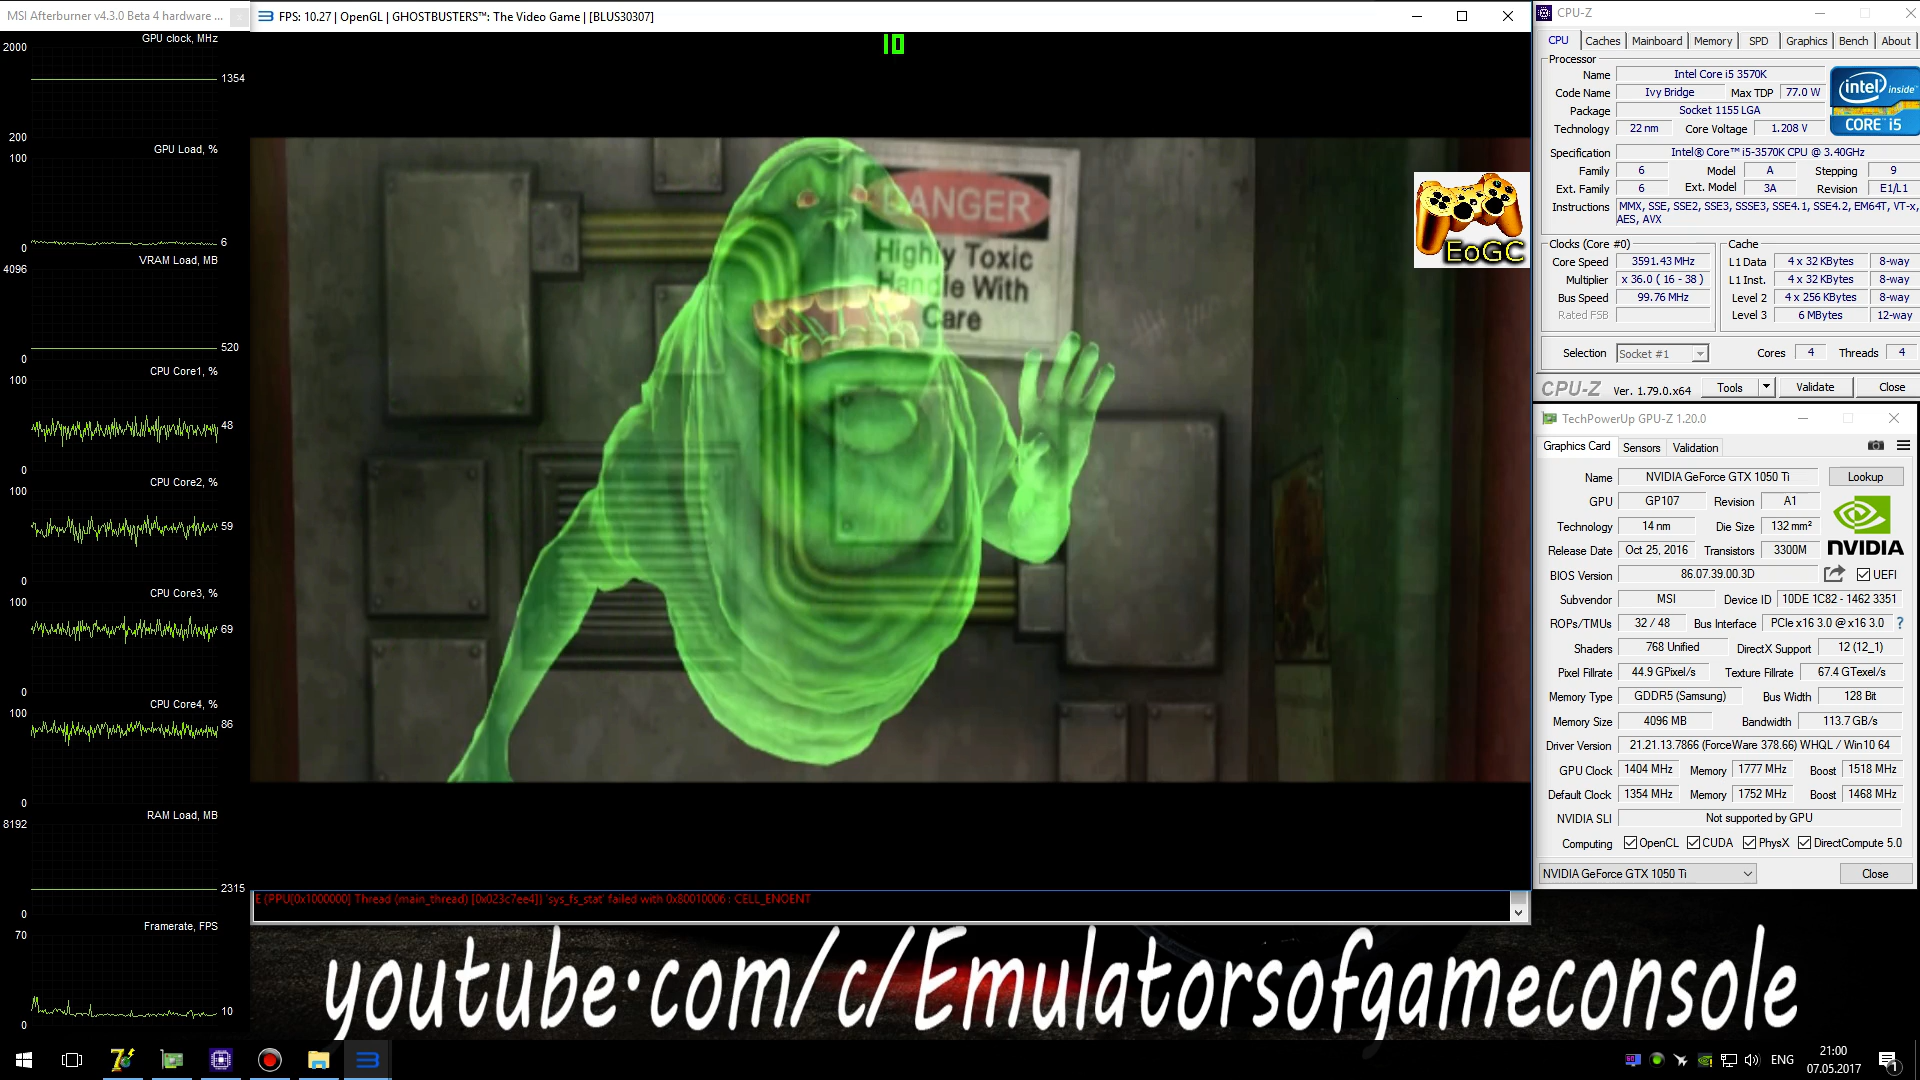 MSI Afterburner v4.3.0 Beta 4 hardware ...
GPU clock, MHz
2000
1354
200
GPU Load, %
100
6
0
VRAM Load, MB
4096
520
0
CPU Core1, %
100
48
0
CPU Core2, %
100
59
0
CPU Core3, %
100
69
0
CPU Core4, %
100
86
0
RAM Load, MB
8192
2315
0
Framerate, FPS
70
10
0
FPS: 10.27 | OpenGL | GHOSTBUSTERS™: The Video Game | [BLUS30307]
10
DANGER
Highly Toxic
Handle With
Care
EoGC
E {PPU[0x1000000] Thread (main_thread) [0x023c7ee4]} 'sys_fs_stat' failed with 0x80010006 : CELL_ENOENT
youtube.com/c/Emulatorsofgameconsole
CPU-Z
CPU Caches Mainboard Memory SPD Graphics Bench About
Processor
Name Intel Core i5 3570K
Code Name Ivy Bridge Max TDP 77.0 W
Package Socket 1155 LGA
Technology 22 nm Core Voltage 1.208 V
intel inside™
CORE™ i5
Specification Intel® Core™ i5-3570K CPU @ 3.40GHz
Family 6 Model A Stepping 9
Ext. Family 6 Ext. Model 3A Revision E1/L1
Instructions MMX, SSE, SSE2, SSE3, SSSE3, SSE4.1, SSE4.2, EM64T, VT-x,
AES, AVX
Clocks (Core #0)
Core Speed 3591.43 MHz
Multiplier x 36.0 ( 16 - 38 )
Bus Speed 99.76 MHz
Rated FSB
Cache
L1 Data 4 x 32 KBytes 8-way
L1 Inst. 4 x 32 KBytes 8-way
Level 2 4 x 256 KBytes 8-way
Level 3 6 MBytes 12-way
Selection Socket #1 Cores 4 Threads 4
CPU-Z Ver. 1.79.0.x64 Tools Validate Close
TechPowerUp GPU-Z 1.20.0
Graphics Card Sensors Validation
Name NVIDIA GeForce GTX 1050 Ti Lookup
GPU GP107 Revision A1
Technology 14 nm Die Size 132 mm²
Release Date Oct 25, 2016 Transistors 3300M
NVIDIA
BIOS Version 86.07.39.00.3D UEFI
Subvendor MSI Device ID 10DE 1C82 - 1462 3351
ROPs/TMUs 32 / 48 Bus Interface PCIe x16 3.0 @ x16 3.0 ?
Shaders 768 Unified DirectX Support 12 (12_1)
Pixel Fillrate 44.9 GPixel/s Texture Fillrate 67.4 GTexel/s
Memory Type GDDR5 (Samsung) Bus Width 128 Bit
Memory Size 4096 MB Bandwidth 113.7 GB/s
Driver Version 21.21.13.7866 (ForceWare 378.66) WHQL / Win10 64
GPU Clock 1404 MHz Memory 1777 MHz Boost 1518 MHz
Default Clock 1354 MHz Memory 1752 MHz Boost 1468 MHz
NVIDIA SLI Not supported by GPU
Computing OpenCL CUDA PhysX DirectCompute 5.0
NVIDIA GeForce GTX 1050 Ti Close
ENG
21:00
07.05.2017
1